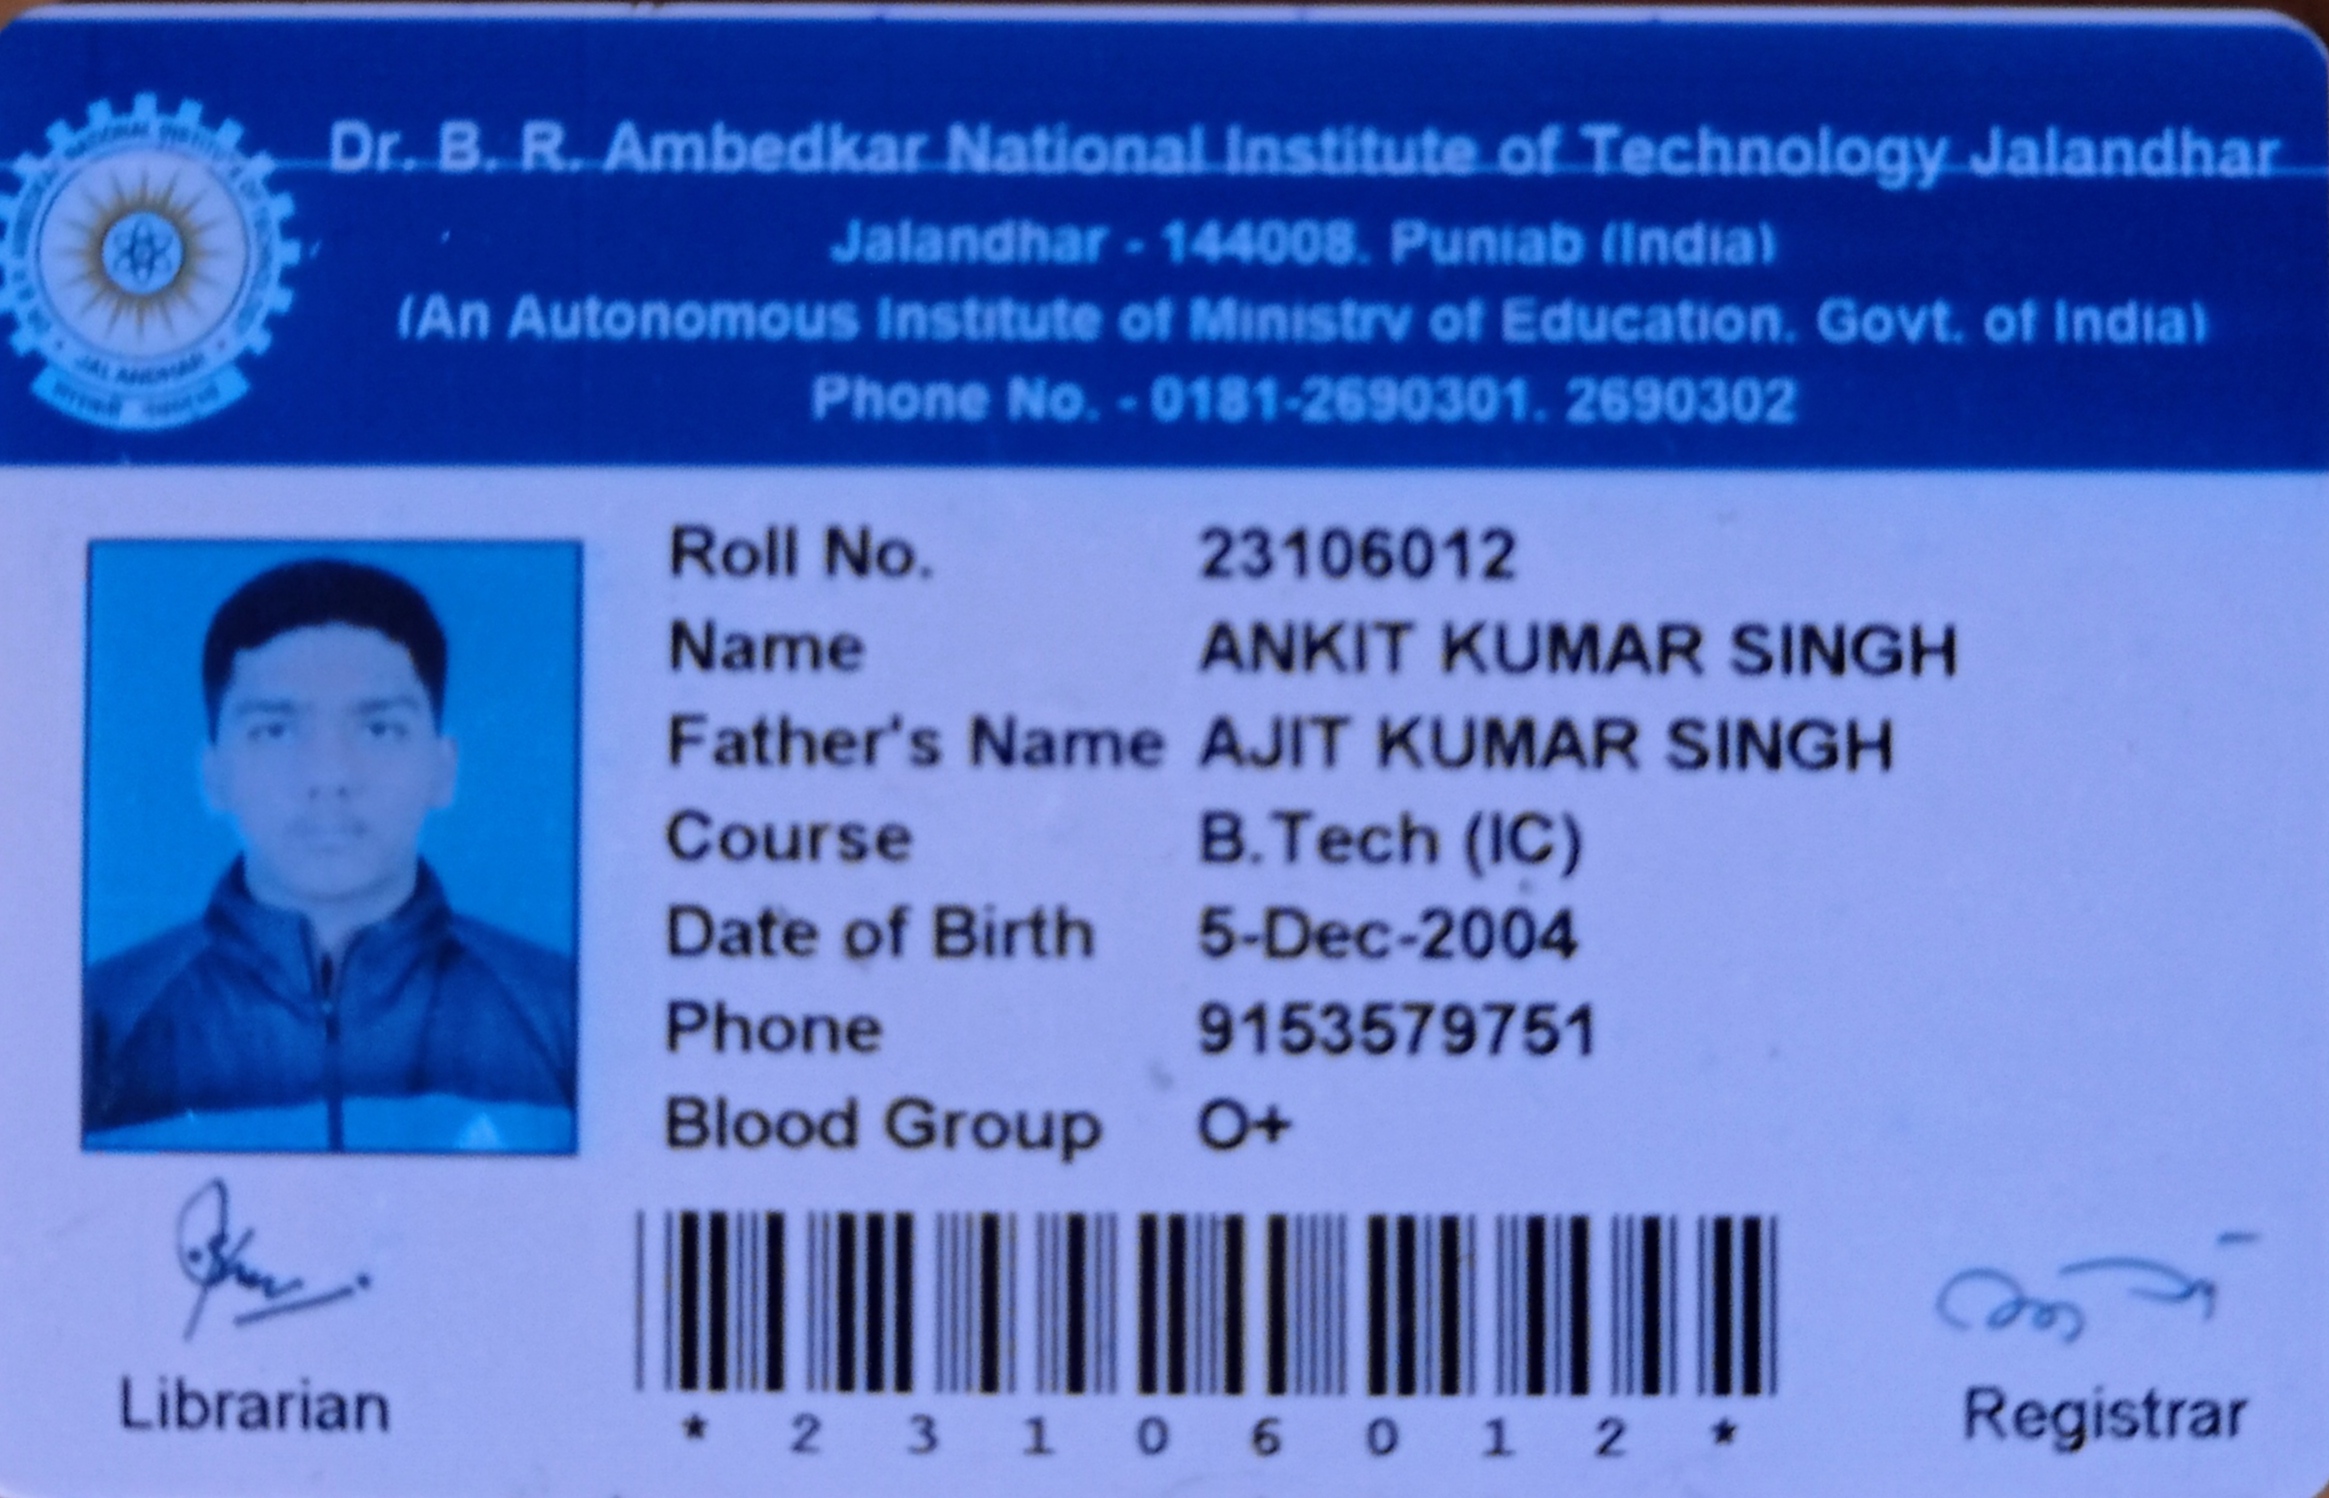 Dr. B. R. Ambedkar National Institute of Technology Jalandhar
Jalandhar - 144008. Punjab (India)
(An Autonomous Institute of Ministry of Education. Govt. of India)
Phone No. - 0181-2690301. 2690302
JALANDHAR
Roll No. 23106012
Name ANKIT KUMAR SINGH
Father's Name AJIT KUMAR SINGH
Course B.Tech (IC)
Date of Birth 5-Dec-2004
Phone 9153579751
Blood Group O+
* 2 3 1 0 6 0 1 2 *
Librarian
Registrar